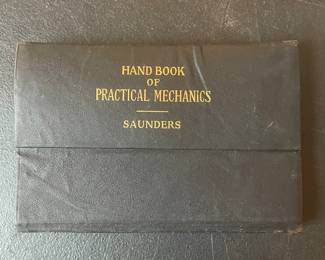 HAND BOOK
OF
PRACTICAL MECHANICS
SAUNDERS